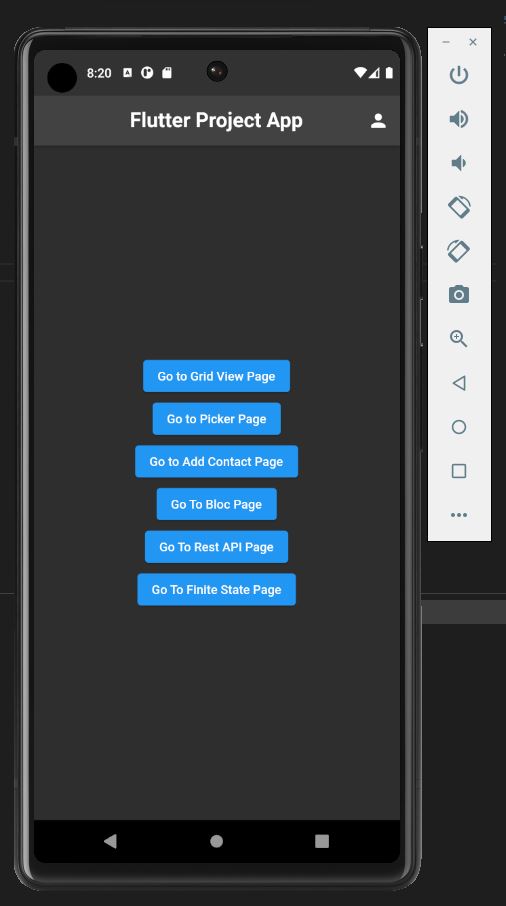 8:20
Flutter Project App
Go to Grid View Page
Go to Picker Page
Go to Add Contact Page
Go To Bloc Page
Go To Rest API Page
Go To Finite State Page